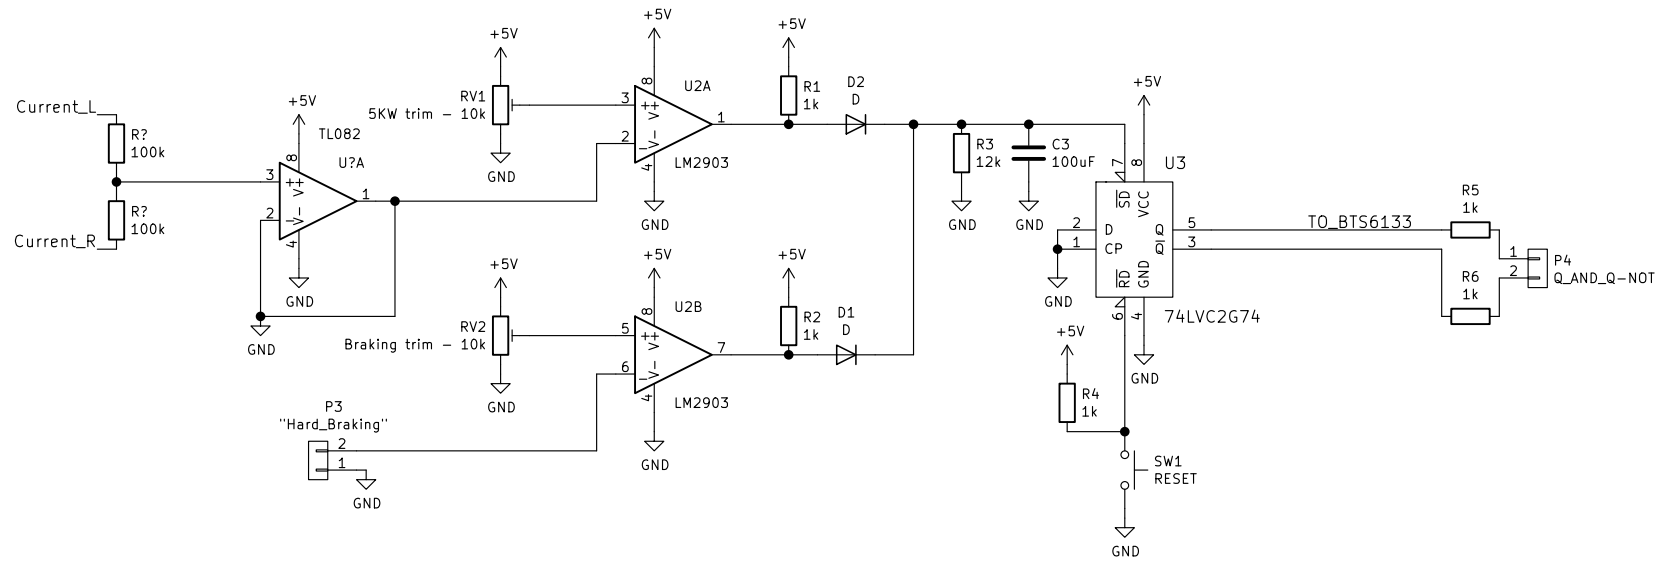 Current_L
R?
100k
R?
100k
Current_R
+5V
TL082
U?A
8
3
2
1
4
++
V+
V-
GND
GND
+5V
RV1
5KW trim – 10k
GND
+5V
U2A
8
3
2
1
4
++
V+
V-
LM2903
GND
+5V
R1
1k
D2
D
R3
12k
GND
C3
100uF
GND
+5V
RV2
Braking trim – 10k
GND
+5V
U2B
8
5
6
7
4
++
V+
V-
LM2903
GND
+5V
R2
1k
D1
D
P3
"Hard_Braking"
2
1
GND
+5V
U3
7
8
SD
VCC
2
D
Q
5
1
CP
Q
3
RD
GND
6
4
74LVC2G74
GND
GND
+5V
R4
1k
SW1
RESET
GND
TO_BTS6133
R5
1k
R6
1k
1
2
P4
Q_AND_Q-NOT